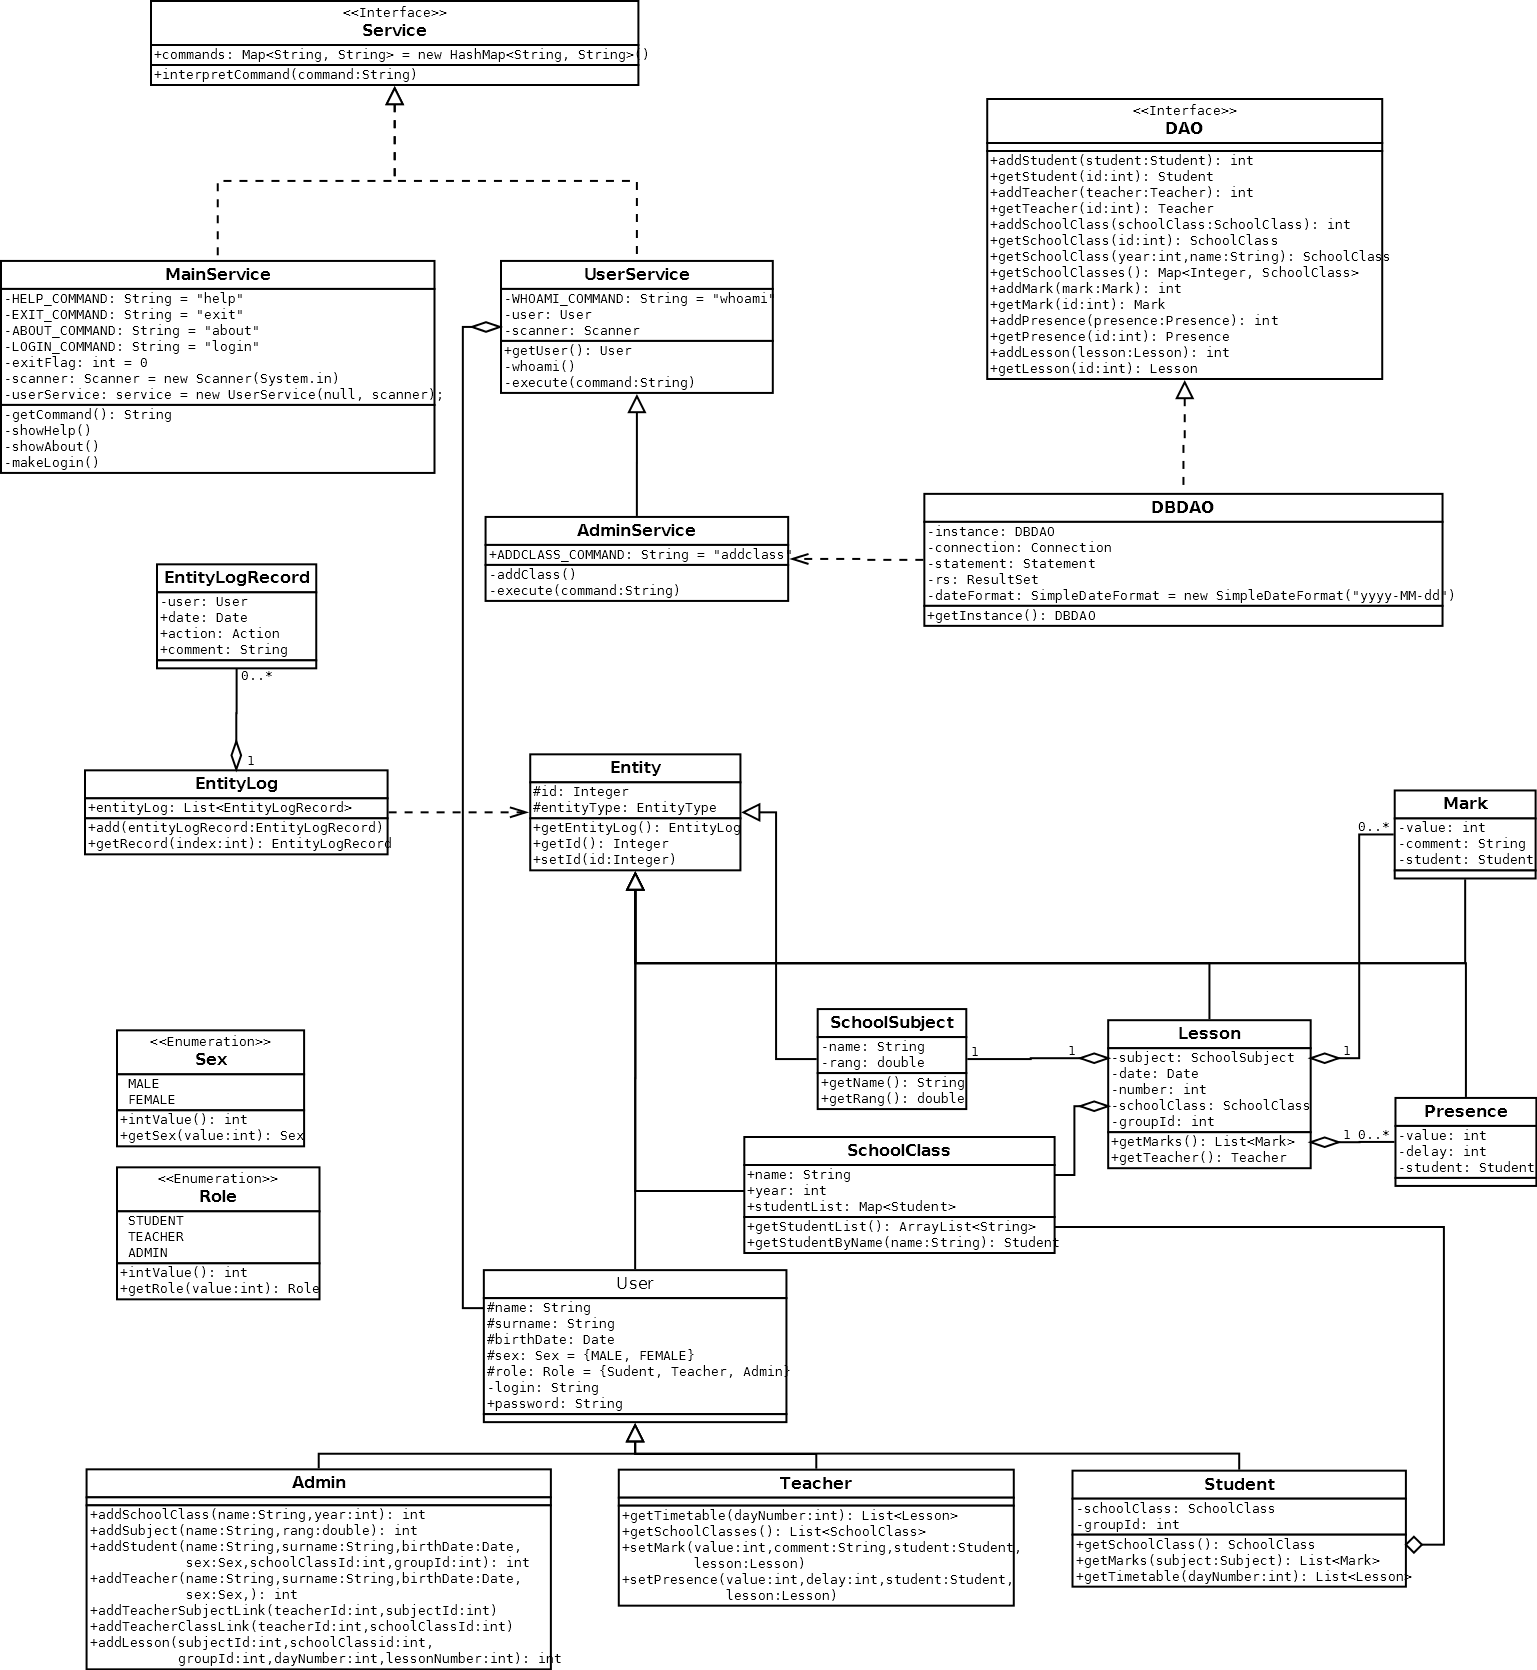 <<Interface>>
Service
+commands: Map<String, String> = new HashMap<String, String>()
+interpretCommand(command:String)
<<Interface>>
DAO
+addStudent(student:Student): int
+getStudent(id:int): Student
+addTeacher(teacher:Teacher): int
+getTeacher(id:int): Teacher
+addSchoolClass(schoolClass:SchoolClass): int
+getSchoolClass(id:int): SchoolClass
+getSchoolClass(year:int,name:String): SchoolClass
+getSchoolClasses(): Map<Integer, SchoolClass>
+addMark(mark:Mark): int
+getMark(id:int): Mark
+addPresence(presence:Presence): int
+getPresence(id:int): Presence
+addLesson(lesson:Lesson): int
+getLesson(id:int): Lesson
MainService
-HELP_COMMAND: String = "help"
-EXIT_COMMAND: String = "exit"
-ABOUT_COMMAND: String = "about"
-LOGIN_COMMAND: String = "login"
-exitFlag: int = 0
-scanner: Scanner = new Scanner(System.in)
-userService: service = new UserService(null, scanner);
-getCommand(): String
-showHelp()
-showAbout()
-makeLogin()
UserService
-WHOAMI_COMMAND: String = "whoami"
-user: User
-scanner: Scanner
+getUser(): User
-whoami()
-execute(command:String)
AdminService
+ADDCLASS_COMMAND: String = "addclass"
-addClass()
-execute(command:String)
DBDAO
-instance: DBDAO
-connection: Connection
-statement: Statement
-rs: ResultSet
-dateFormat: SimpleDateFormat = new SimpleDateFormat("yyyy-MM-dd")
+getInstance(): DBDAO
EntityLogRecord
-user: User
+date: Date
+action: Action
+comment: String
0..*
1
EntityLog
+entityLog: List<EntityLogRecord>
+add(entityLogRecord:EntityLogRecord)
+getRecord(index:int): EntityLogRecord
Entity
#id: Integer
#entityType: EntityType
+getEntityLog(): EntityLog
+getId(): Integer
+setId(id:Integer)
Mark
-value: int
-comment: String
-student: Student
0..*
SchoolSubject
-name: String
-rang: double
+getName(): String
+getRang(): double
1
1
Lesson
-subject: SchoolSubject
-date: Date
-number: int
-schoolClass: SchoolClass
-groupId: int
+getMarks(): List<Mark>
+getTeacher(): Teacher
1
1 0..*
Presence
-value: int
-delay: int
-student: Student
<<Enumeration>>
Sex
MALE
FEMALE
+intValue(): int
+getSex(value:int): Sex
<<Enumeration>>
Role
STUDENT
TEACHER
ADMIN
+intValue(): int
+getRole(value:int): Role
SchoolClass
+name: String
+year: int
+studentList: Map<Student>
+getStudentList(): ArrayList<String>
+getStudentByName(name:String): Student
User
#name: String
#surname: String
#birthDate: Date
#sex: Sex = {MALE, FEMALE}
#role: Role = {Sudent, Teacher, Admin}
-login: String
+password: String
Admin
+addSchoolClass(name:String,year:int): int
+addSubject(name:String,rang:double): int
+addStudent(name:String,surname:String,birthDate:Date,
sex:Sex,schoolClassId:int,groupId:int): int
+addTeacher(name:String,surname:String,birthDate:Date,
sex:Sex,): int
+addTeacherSubjectLink(teacherId:int,subjectId:int)
+addTeacherClassLink(teacherId:int,schoolClassId:int)
+addLesson(subjectId:int,schoolClassid:int,
groupId:int,dayNumber:int,lessonNumber:int): int
Teacher
+getTimetable(dayNumber:int): List<Lesson>
+getSchoolClasses(): List<SchoolClass>
+setMark(value:int,comment:String,student:Student,
lesson:Lesson)
+setPresence(value:int,delay:int,student:Student,
lesson:Lesson)
Student
-schoolClass: SchoolClass
-groupId: int
+getSchoolClass(): SchoolClass
+getMarks(subject:Subject): List<Mark>
+getTimetable(dayNumber:int): List<Lesson>